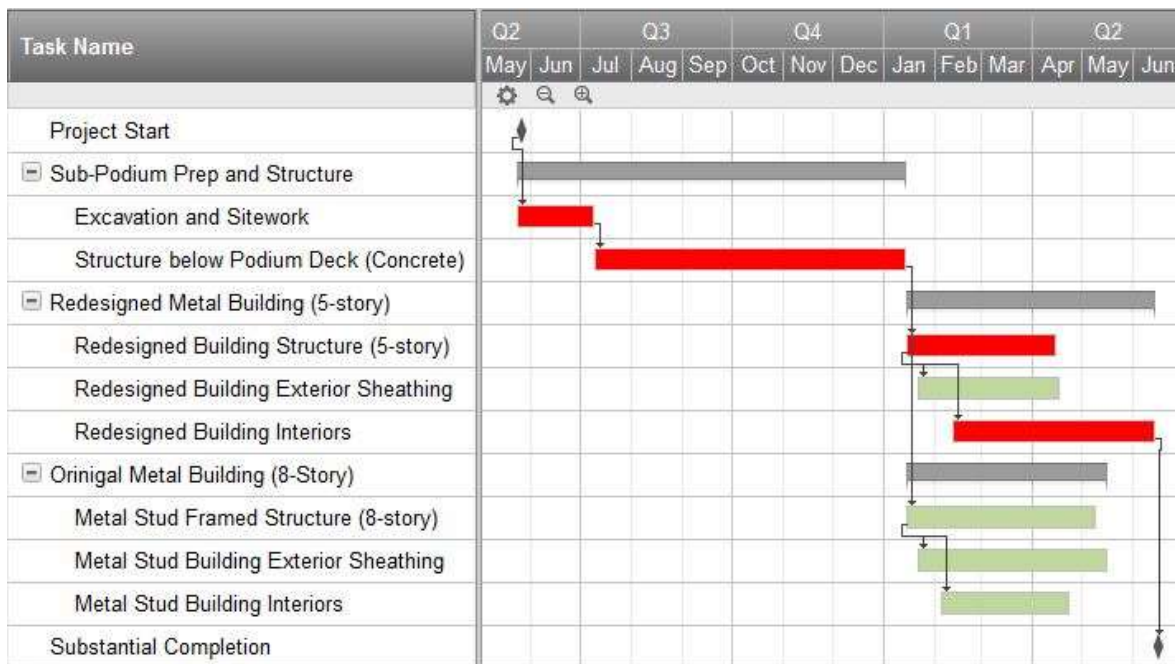 Task Name
Q2 Q3 Q4 Q1 Q2
May Jun Jul Aug Sep Oct Nov Dec Jan Feb Mar Apr May Jun
Project Start
Sub-Podium Prep and Structure
Excavation and Sitework
Structure below Podium Deck (Concrete)
Redesigned Metal Building (5-story)
Redesigned Building Structure (5-story)
Redesigned Building Exterior Sheathing
Redesigned Building Interiors
Orinigal Metal Building (8-Story)
Metal Stud Framed Structure (8-story)
Metal Stud Building Exterior Sheathing
Metal Stud Building Interiors
Substantial Completion